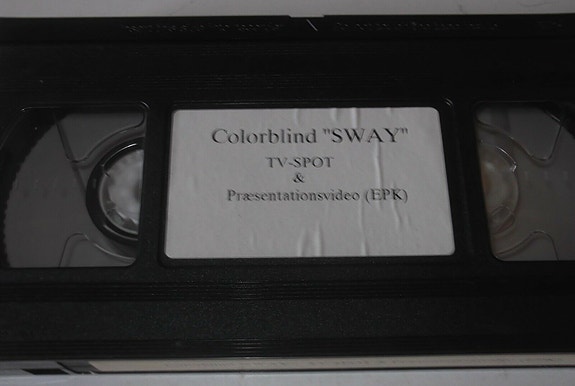 Colorblind "SWAY"
TV-SPOT
&
Præsentationsvideo (EPK)